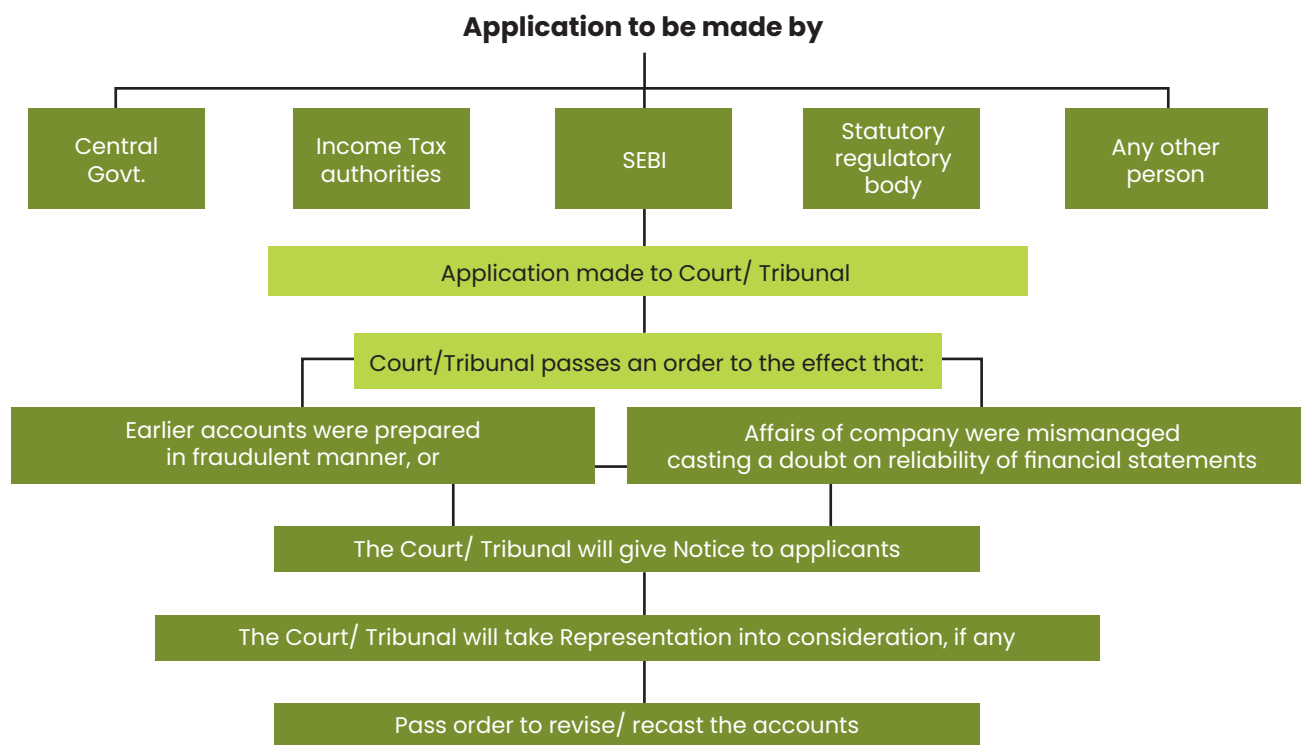 Application to be made by
Central
Govt.
Income Tax
authorities
SEBI
Statutory
regulatory
body
Any other
person
Application made to Court/ Tribunal
Court/Tribunal passes an order to the effect that:
Earlier accounts were prepared
in fraudulent manner, or
Affairs of company were mismanaged
casting a doubt on reliability of financial statements
The Court/ Tribunal will give Notice to applicants
The Court/ Tribunal will take Representation into consideration, if any
Pass order to revise/ recast the accounts